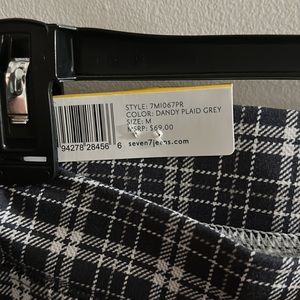 STYLE: 7MI067PR
COLOR: DANDY PLAID GREY
SIZE: M
MSRP: $69.00
94278 28456 6
seven7jeans.com